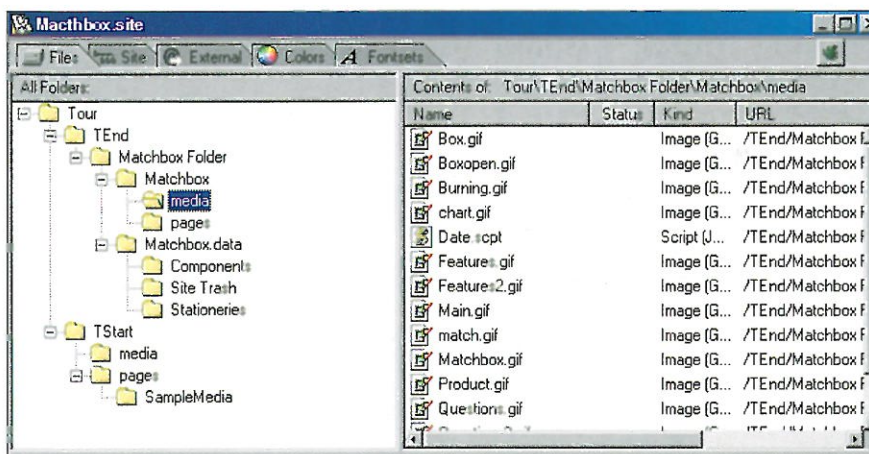 Macthbox.site
Files Site External Colors Fontsets
All Folders:
Tour
TEnd
Matchbox Folder
Matchbox
media
pages
Matchbox.data
Components
Site Trash
Stationeries
TStart
media
pages
SampleMedia
Contents of: Tour\TEnd\Matchbox Folder\Matchbox\media
Name Status Kind URL
Box.gif Image (G... /TEnd/Matchbox F
Boxopen.gif Image (G... /TEnd/Matchbox F
Burning.gif Image (G... /TEnd/Matchbox F
chart.gif Image (G... /TEnd/Matchbox F
Date.scpt Script (J... /TEnd/Matchbox F
Features.gif Image (G... /TEnd/Matchbox F
Features2.gif Image (G... /TEnd/Matchbox F
Main.gif Image (G... /TEnd/Matchbox F
match.gif Image (G... /TEnd/Matchbox F
Matchbox.gif Image (G... /TEnd/Matchbox F
Product.gif Image (G... /TEnd/Matchbox F
Questions.gif Image (G... /TEnd/Matchbox F